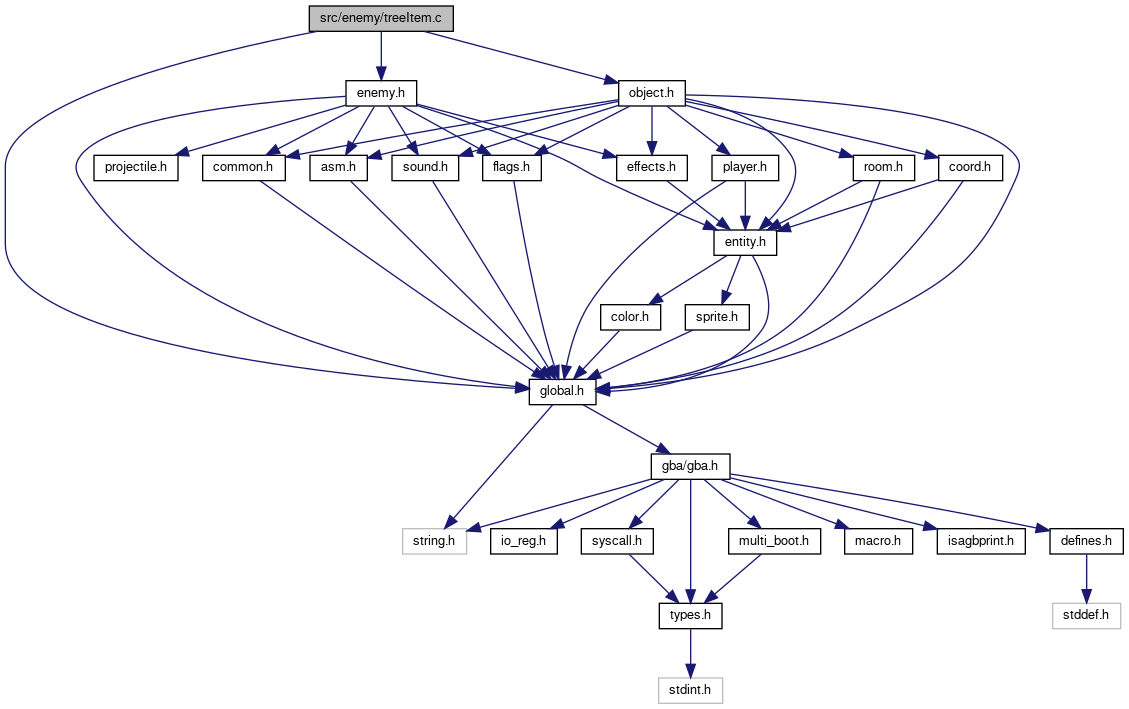 src/enemy/treeItem.c
enemy.h
object.h
projectile.h
common.h
asm.h
sound.h
flags.h
effects.h
player.h
room.h
coord.h
entity.h
color.h
sprite.h
global.h
gba/gba.h
string.h
io_reg.h
syscall.h
multi_boot.h
macro.h
isagbprint.h
defines.h
types.h
stddef.h
stdint.h